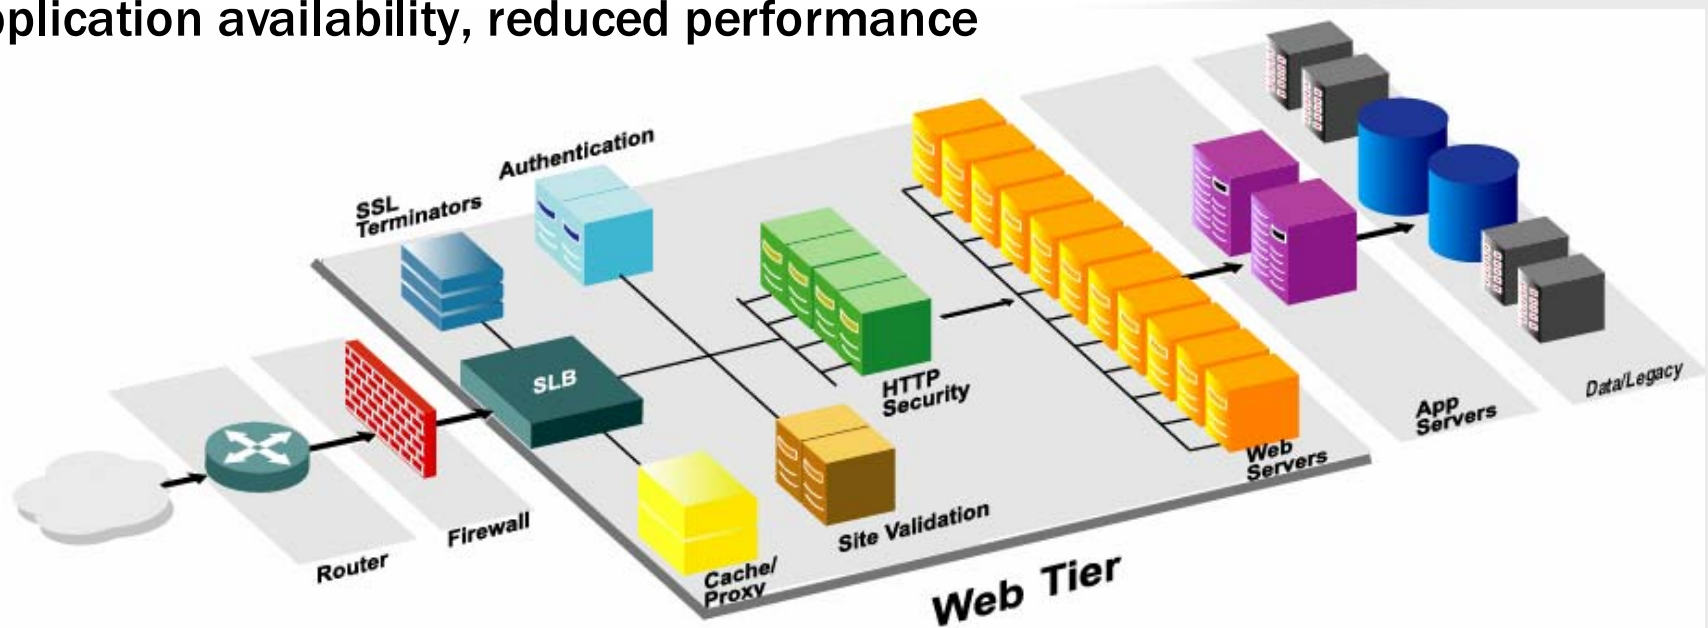 availability, reduced performance
Authentication
SSL
Terminators
SLB
HTTP
Security
Data/Legacy
App
Servers
Web
Servers
Site Validation
Firewall
Router
Cache/
Proxy
Web Tier